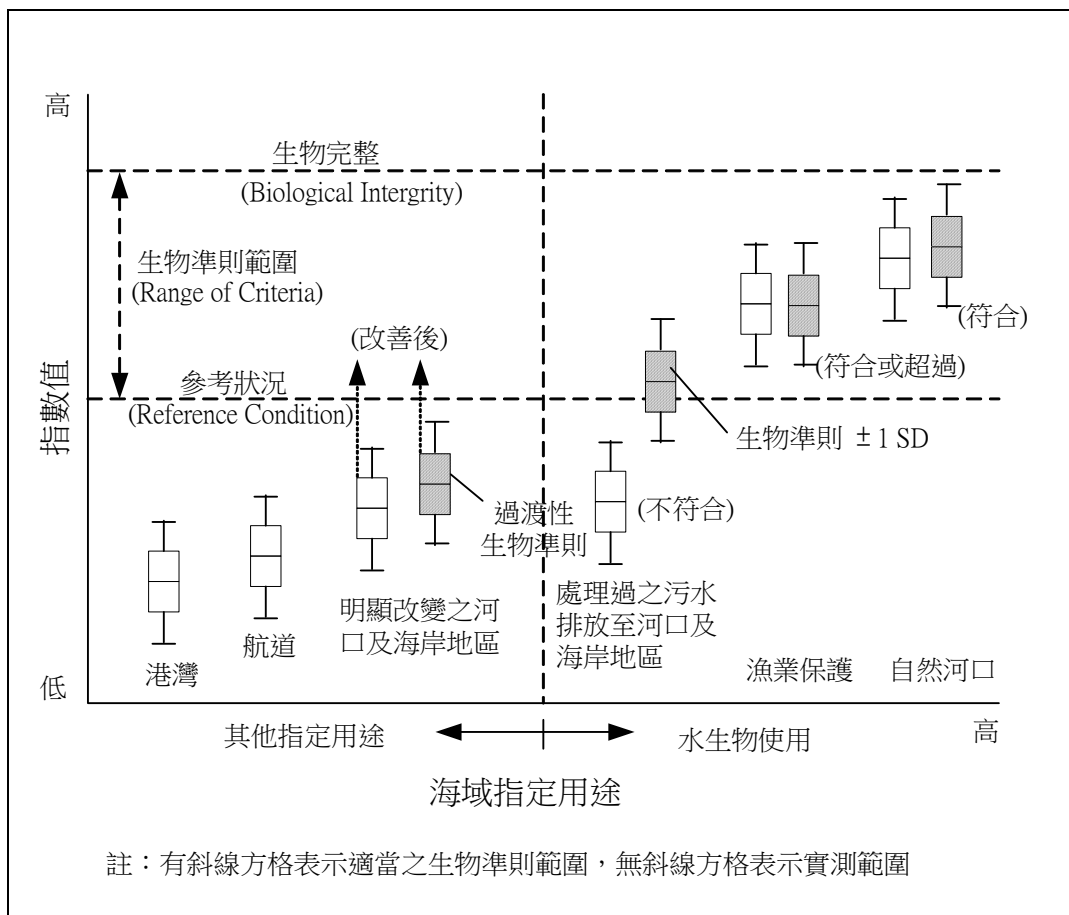 高
生物完整
(Biological Intergrity)
生物準則範圍
(Range of Criteria)
(改善後)
(符合)
(符合或超過)
參考狀況
(Reference Condition)
指數值
生物準則 ±1 SD
過渡性
生物準則
(不符合)
處理過之污水
排放至河口及
海岸地區
明顯改變之河
口及海岸地區
航道
港灣
漁業保護
自然河口
低
其他指定用途
水生物使用
高
海域指定用途
註：有斜線方格表示適當之生物準則範圍，無斜線方格表示實測範圍